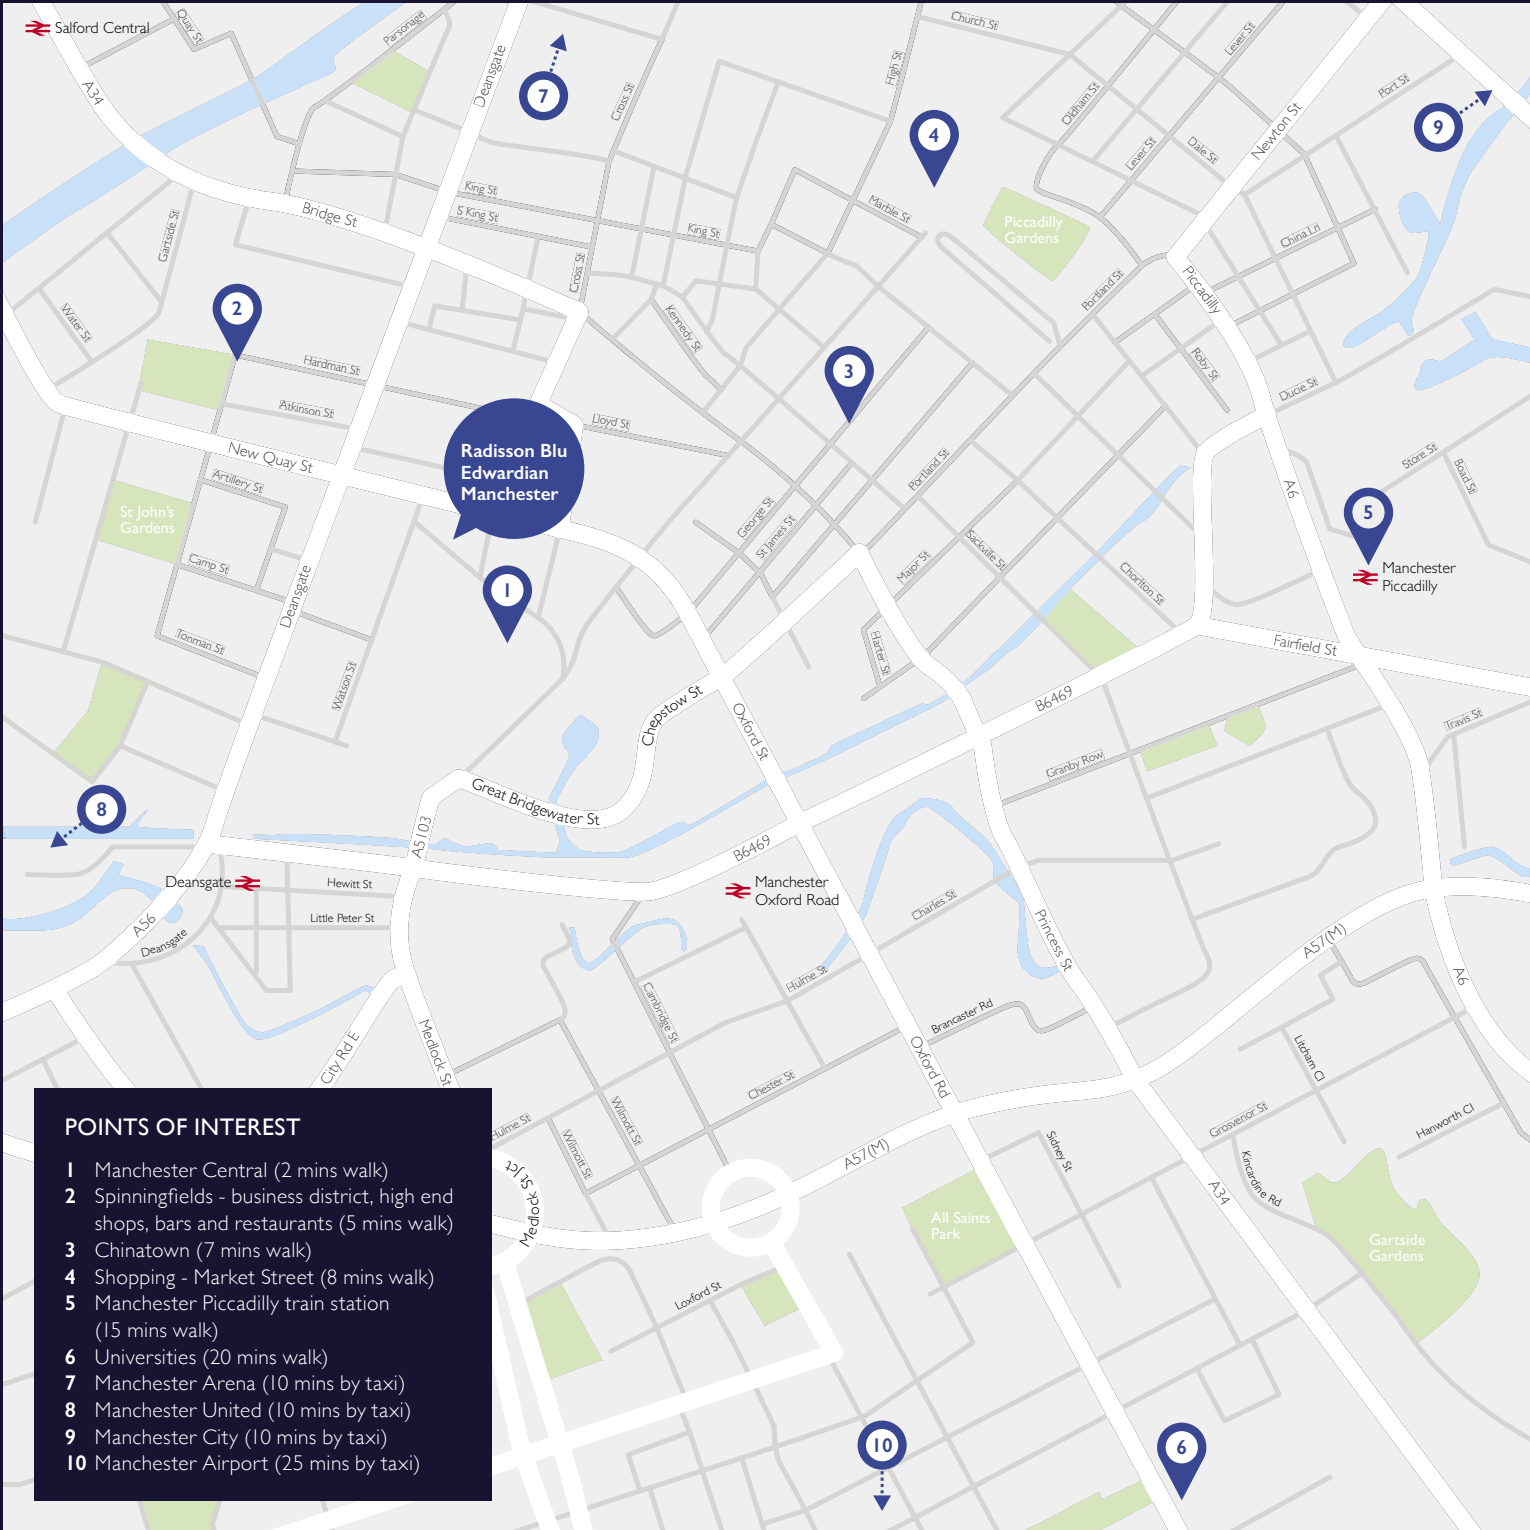 Salford Central
Quay St
Parsonage
Deansgate
7
Cross St
High St
Church St
4
Oldham St
Lever St
Lever St
Dale St
Newton St
Port St
9
A34
King St
S King St
King St
Marble St
Piccadilly
Gardens
China Ln
Bridge St
Gartside St
Cross St
Water St
2
Kennedy St
Portland St
Piccadilly
Hardman St
3
Roby St
Ducie St
Atkinson St
Lloyd St
New Quay St
Radisson Blu
Edwardian
Manchester
Portland St
Store St
Boad St
Artillery St
St John's
Gardens
George St
St James St
A6
5
Manchester
Piccadilly
Camp St
Deansgate
1
Major St
Sackville St
Chorlton St
Tonman St
Watson St
Harter St
Fairfield St
Chepstow St
Oxford St
B6469
Travis St
Granby Row
8
Great Bridgewater St
A5103
B6469
Deansgate
Hewitt St
Manchester
Oxford Road
Little Peter St
Charles St
A56
Deansgate
Princess St
A57(M)
A6
Hulme St
Cambridge St
Brancaster Rd
City Rd E
Medlock St
Oxford Rd
Litcham Cl
Chester St
Hulme St
Wilmott St
Wilmott St
Grosvenor St
Hanworth Cl
A57(M)
Sidney St
Kincardine Rd
A34
Medlock St Jct
All Saints
Park
Gartside
Gardens
Loxford St
10
6
POINTS OF INTEREST
1 Manchester Central (2 mins walk)
2 Spinningfields - business district, high end
shops, bars and restaurants (5 mins walk)
3 Chinatown (7 mins walk)
4 Shopping - Market Street (8 mins walk)
5 Manchester Piccadilly train station
(15 mins walk)
6 Universities (20 mins walk)
7 Manchester Arena (10 mins by taxi)
8 Manchester United (10 mins by taxi)
9 Manchester City (10 mins by taxi)
10 Manchester Airport (25 mins by taxi)